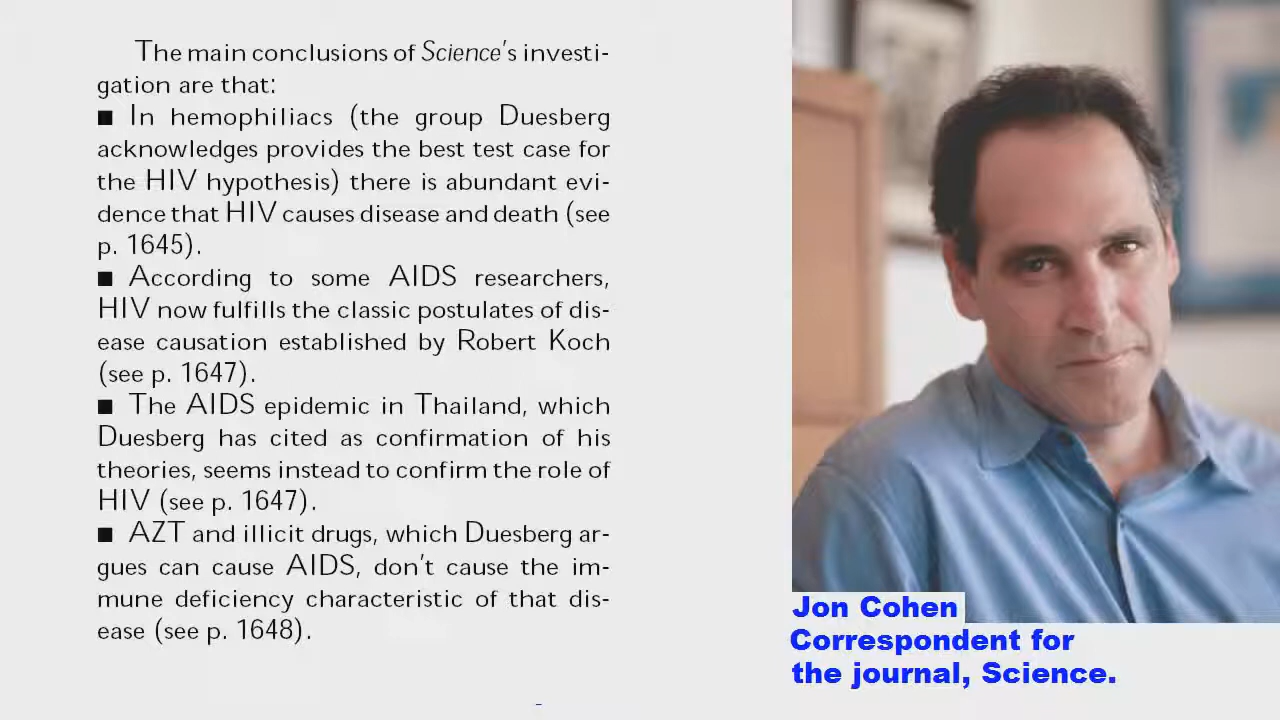 The main conclusions of Science's investi-
gation are that:
■ In hemophiliacs (the group Duesberg
acknowledges provides the best test case for
the HIV hypothesis) there is abundant evi-
dence that HIV causes disease and death (see
p. 1645).
■ According to some AIDS researchers,
HIV now fulfills the classic postulates of dis-
ease causation established by Robert Koch
(see p. 1647).
■ The AIDS epidemic in Thailand, which
Duesberg has cited as confirmation of his
theories, seems instead to confirm the role of
HIV (see p. 1647).
■ AZT and illicit drugs, which Duesberg ar-
gues can cause AIDS, don't cause the im-
mune deficiency characteristic of that dis-
ease (see p. 1648).
Jon Cohen
Correspondent for
the journal, Science.